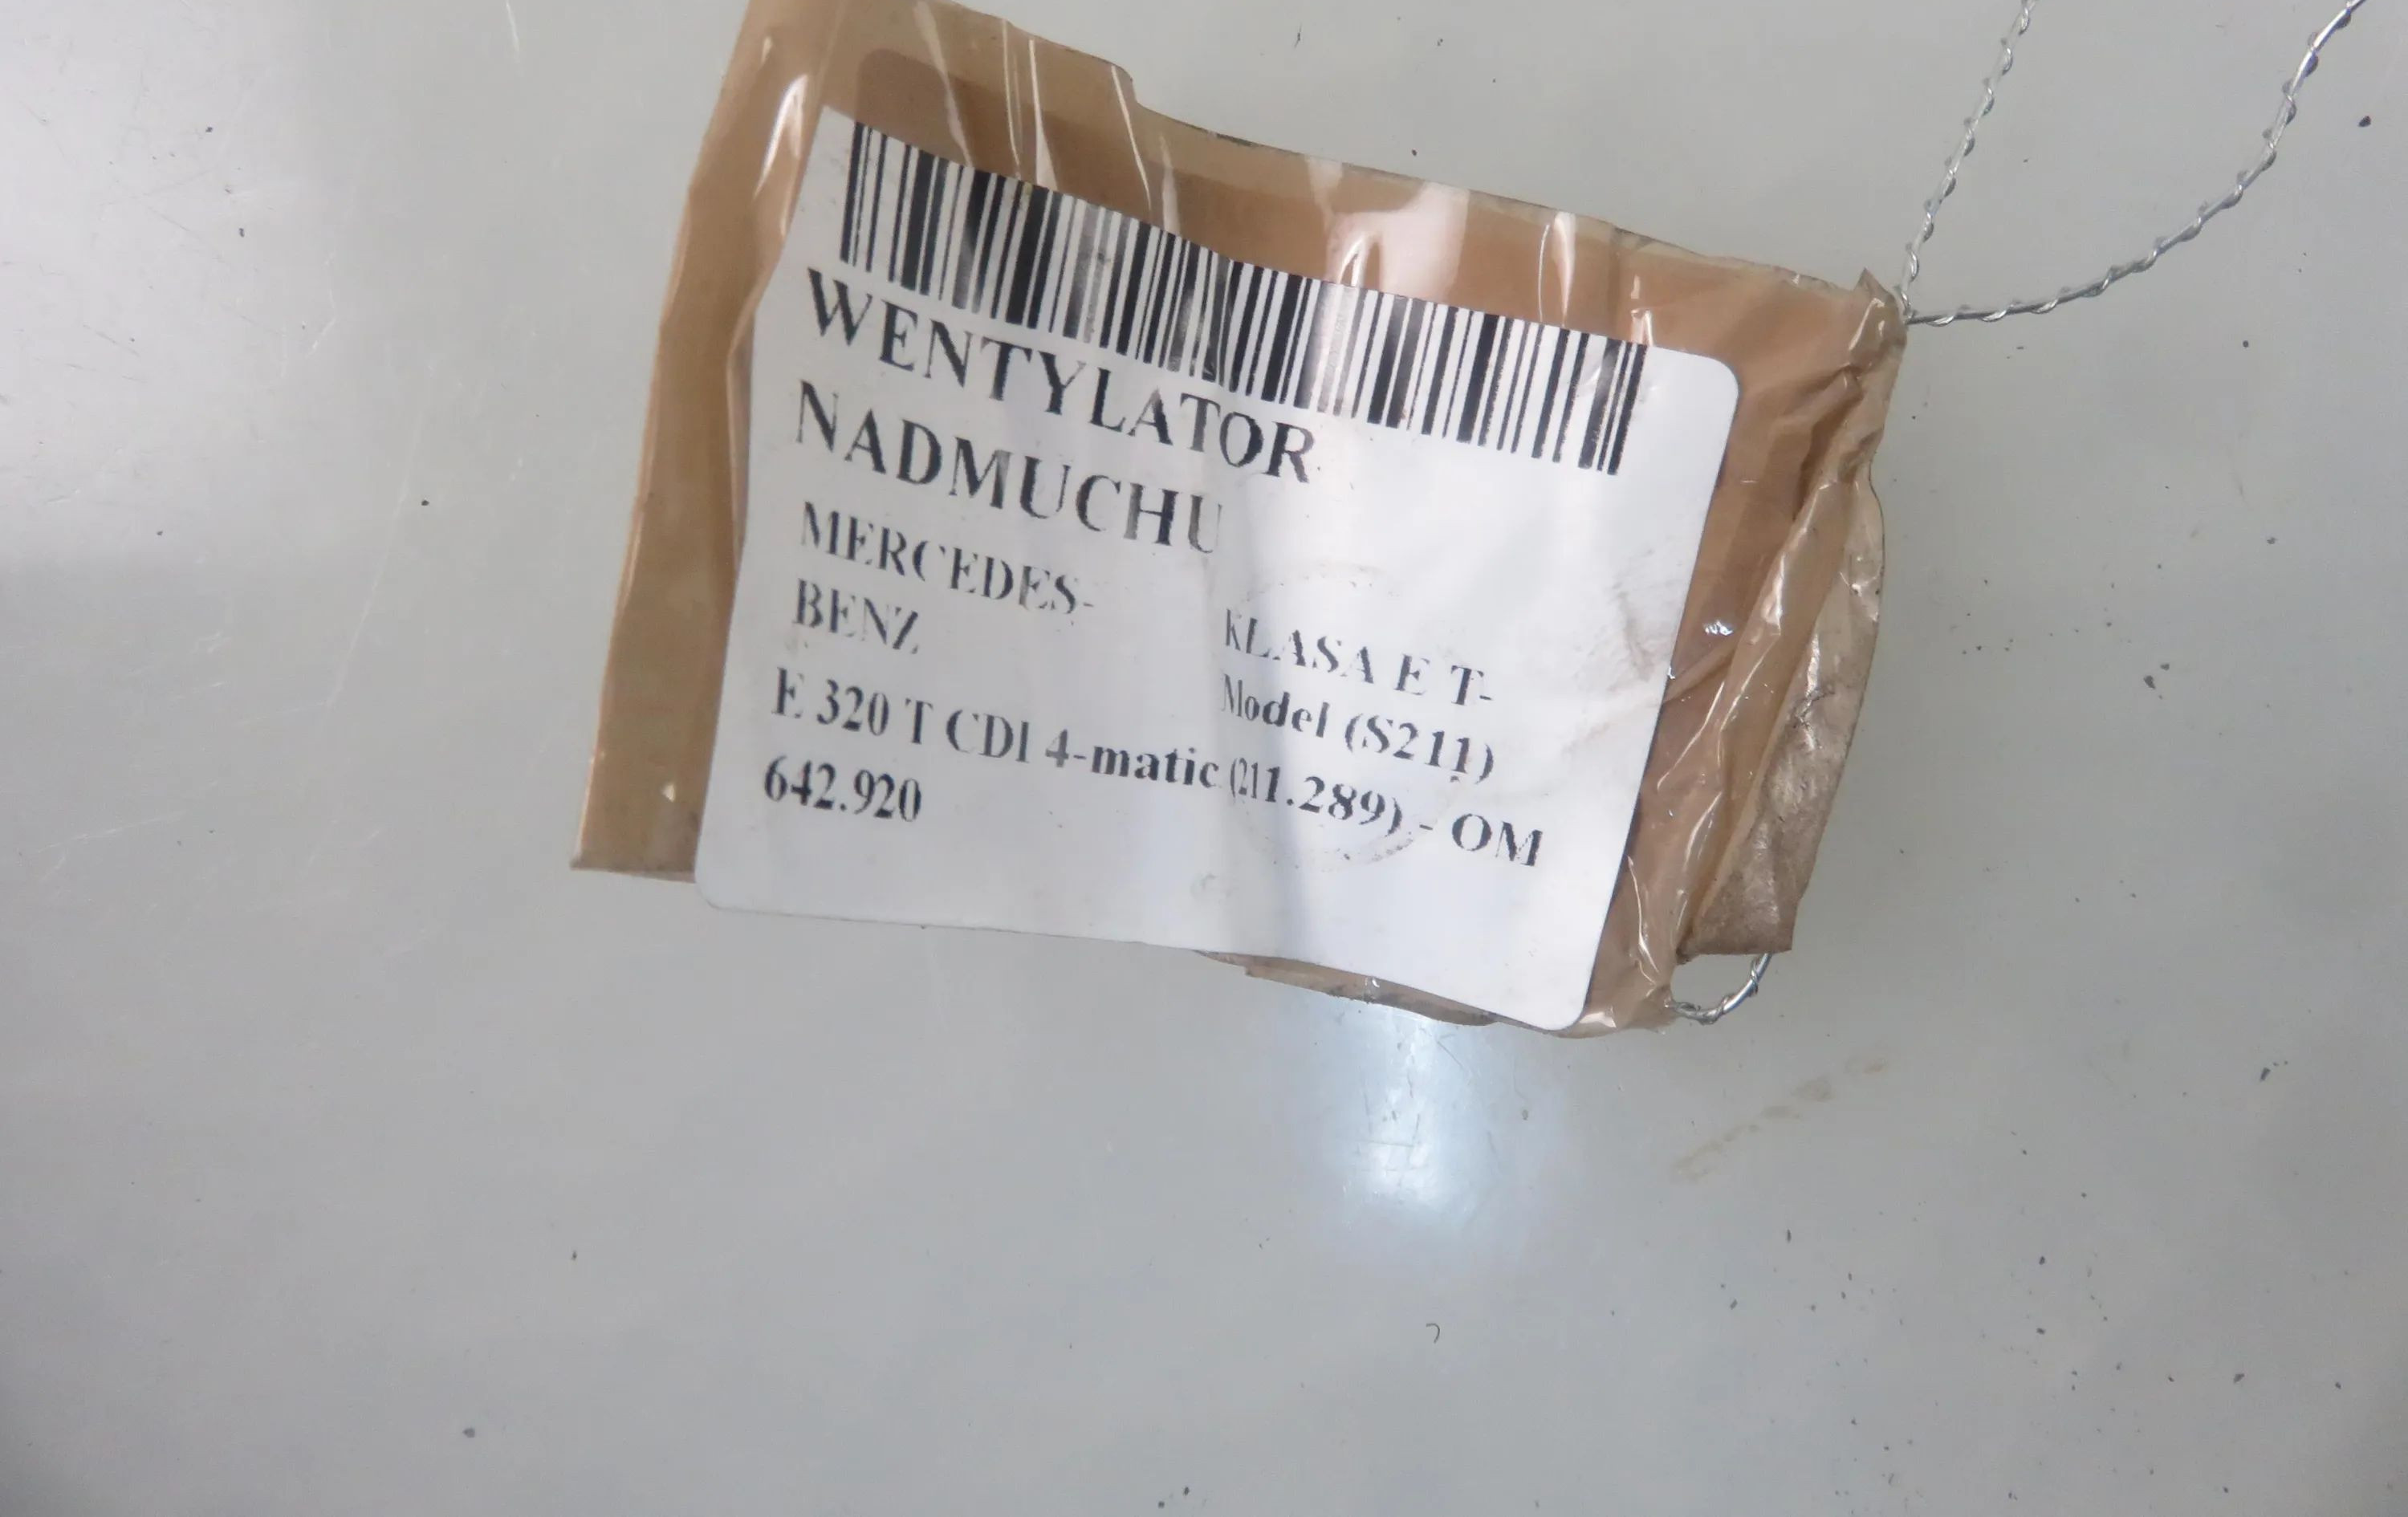 WENTYLATOR
NADMUCHU
MERCEDES-
BENZ
KLASA E T-
Model (S211)
E 320 T CDI 4-matic (211.289) - OM
642.920